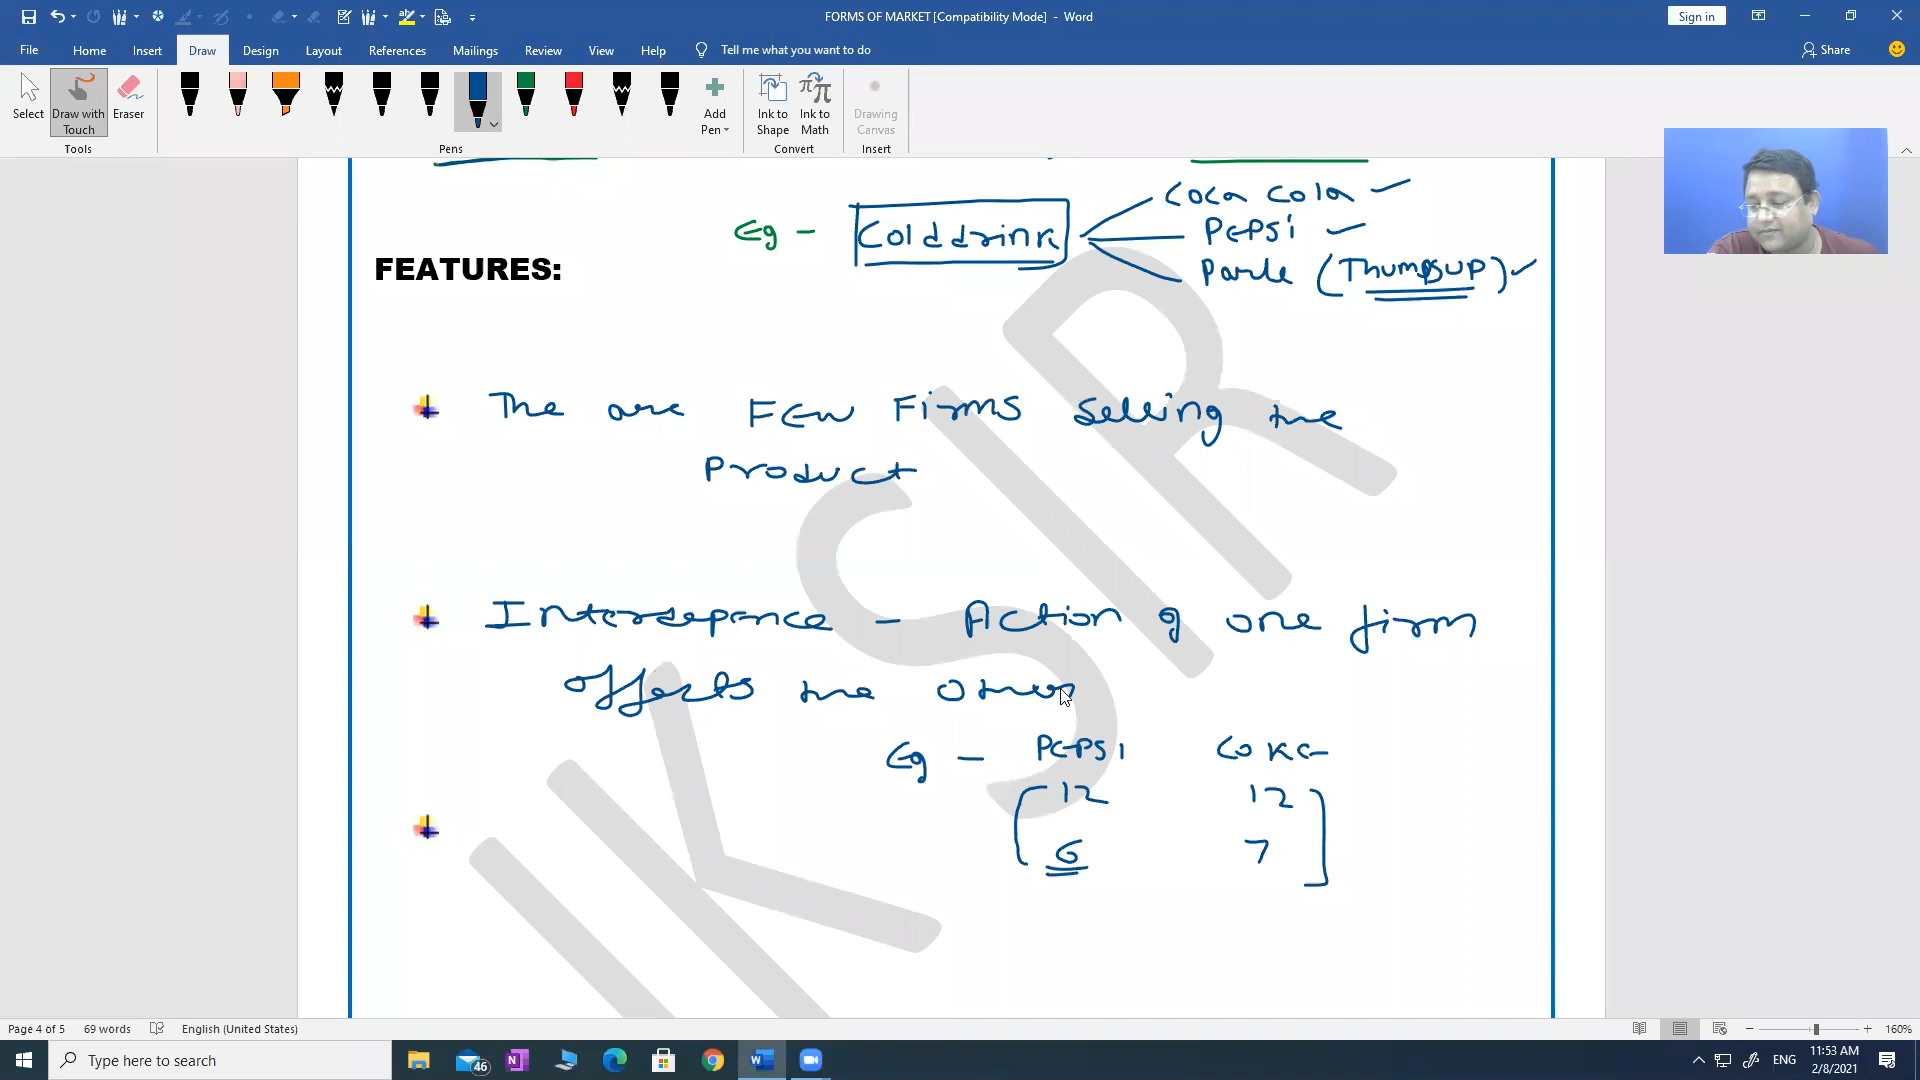 FORMS OF MARKET [Compatibility Mode] - Word
Sign in
File Home Insert Draw Design Layout References Mailings Review View Help Tell me what you want to do
Share
Select Draw with Touch Eraser
Add Pen
Ink to Shape Ink to Math
Drawing Canvas
Tools Pens Convert Insert
Coca Cola
Eg - Colddrink Pepsi
Parle (Thumpsup)
FEATURES:
The are Few Firms Selling the
Product
Interdepence - Action of one firm
affects the other
Eg - Pepsi Coke
12 12
6 7
K SIR
Page 4 of 5 69 words English (United States) 160%
Type here to search
46
ENG
11:53 AM
2/8/2021